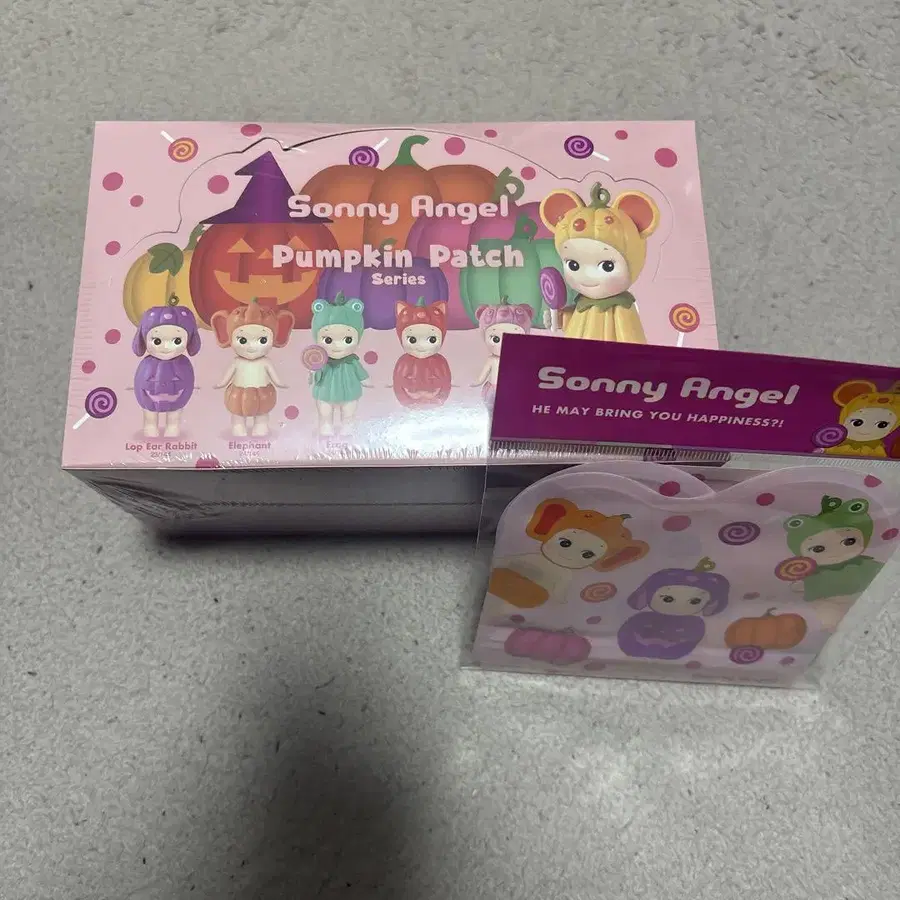 Sonny Angel
Pumpkin Patch
Series
Lop Ear Rabbit
Elephant
Frog
Sonny Angel
HE MAY BRING YOU HAPPINESS?!